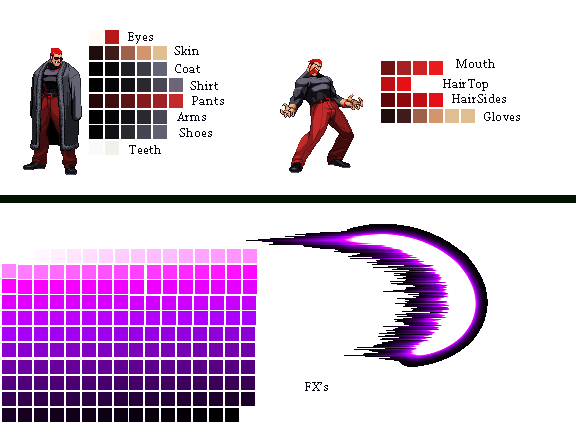 Eyes
Skin
Coat
Shirt
Pants
Arms
Shoes
Teeth
Mouth
HairTop
HairSides
Gloves
FX's